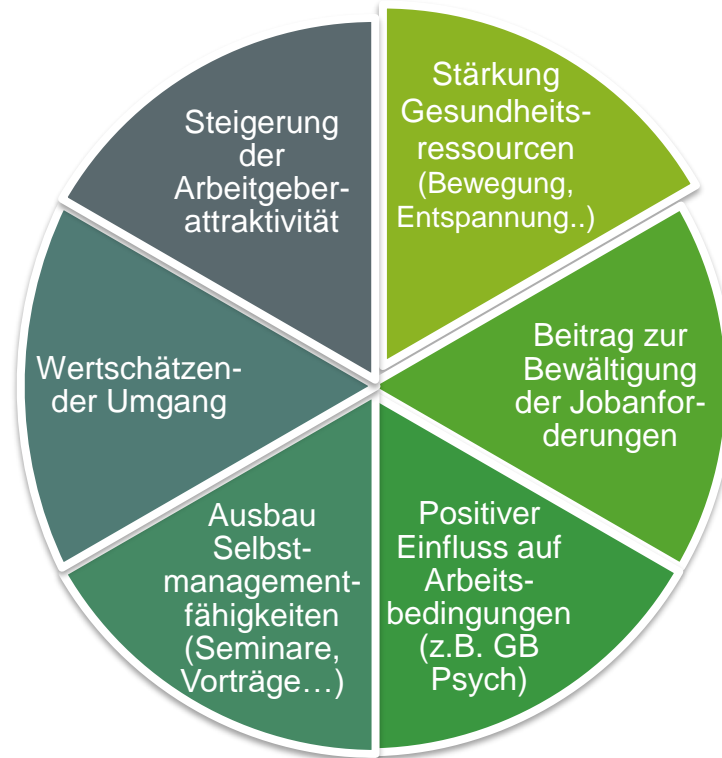 Stärkung
Gesundheits-
ressourcen
(Bewegung,
Entspannung..)
Beitrag zur
Bewältigung
der Jobanfor-
derungen
Positiver
Einfluss auf
Arbeits-
bedingungen
(z.B. GB
Psych)
Ausbau
Selbst-
management-
fähigkeiten
(Seminare,
Vorträge…)
Wertschätzen-
der Umgang
Steigerung
der
Arbeitgeber-
attraktivität